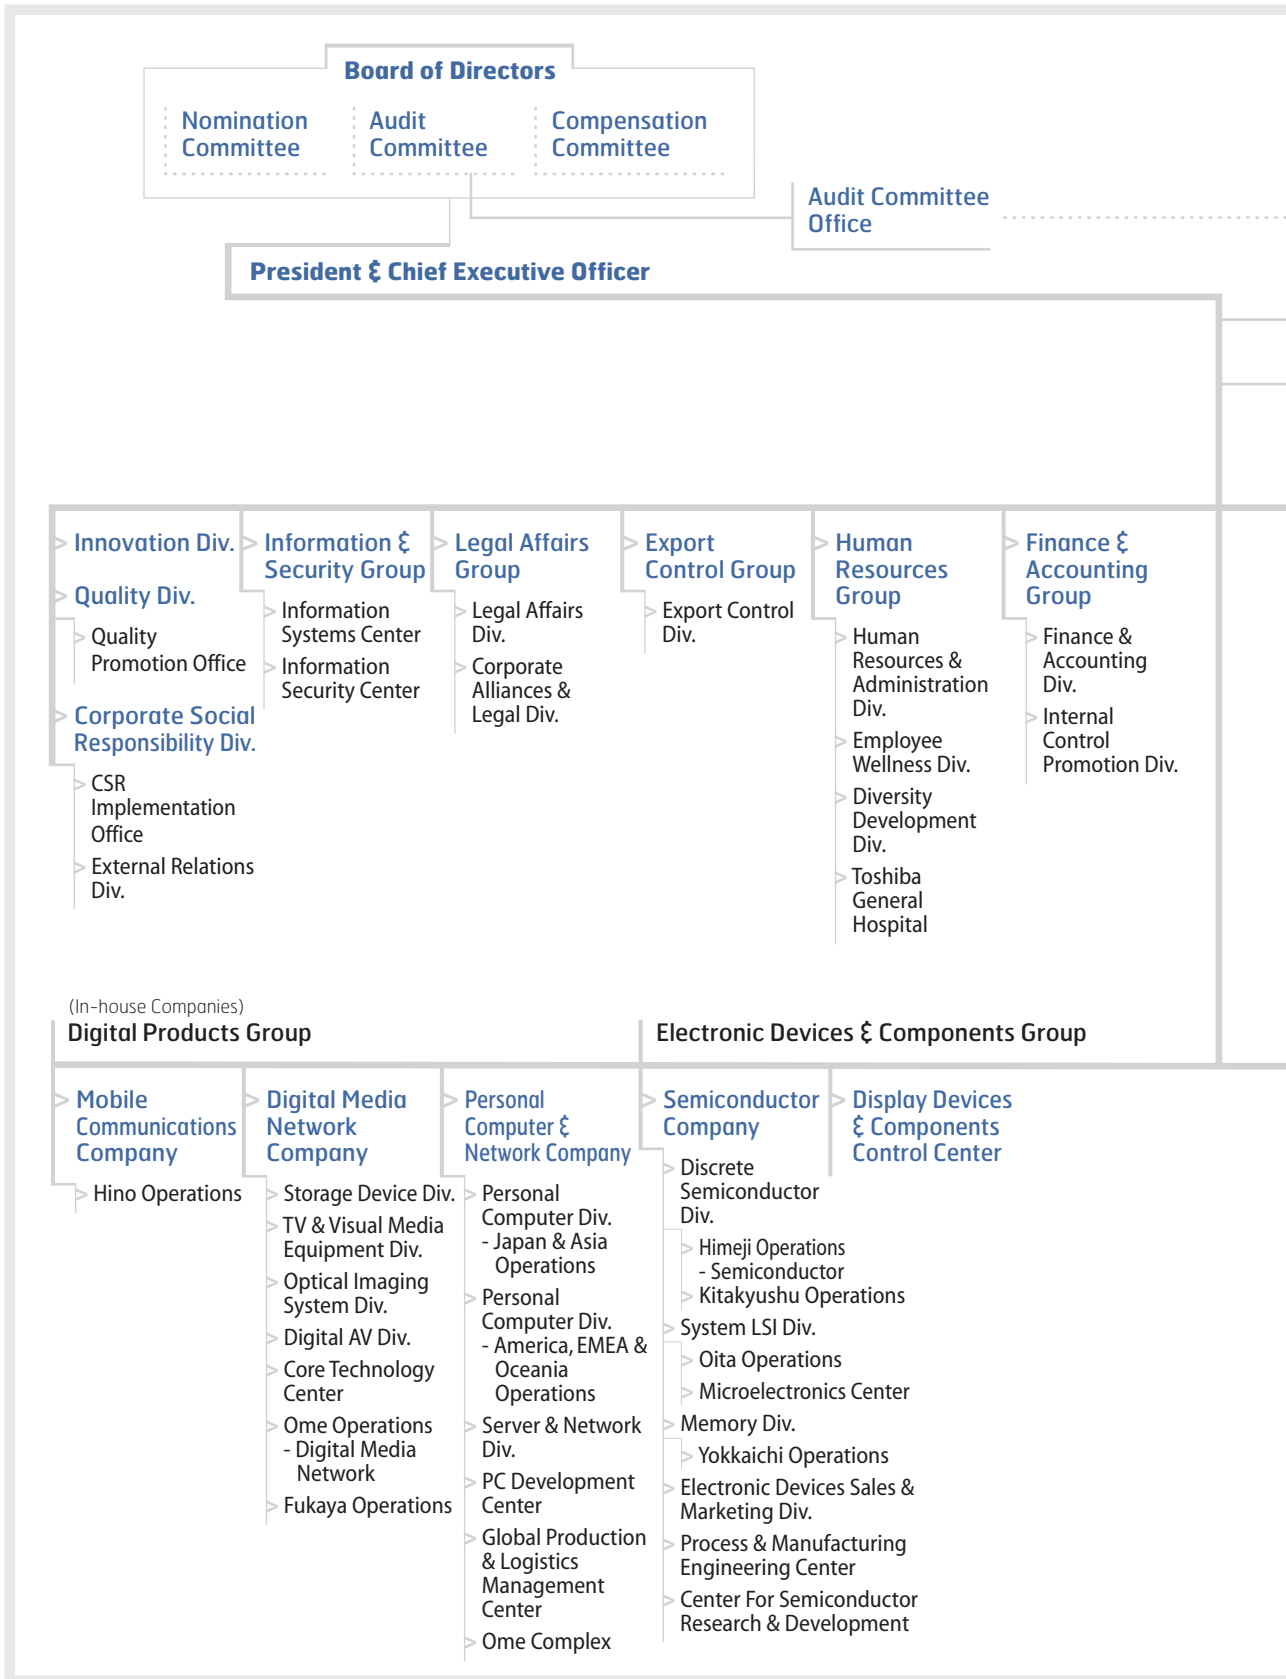 Board of Directors
Nomination
Committee
Audit
Committee
Compensation
Committee
Audit Committee
Office
President & Chief Executive Officer
> Innovation Div.
> Quality Div.
> Quality
Promotion Office
> Corporate Social
Responsibility Div.
> CSR
Implementation
Office
> External Relations
Div.
> Information &
Security Group
> Information
Systems Center
> Information
Security Center
> Legal Affairs
Group
> Legal Affairs
Div.
> Corporate
Alliances &
Legal Div.
> Export
Control Group
> Export Control
Div.
> Human
Resources
Group
> Human
Resources &
Administration
Div.
> Employee
Wellness Div.
> Diversity
Development
Div.
> Toshiba
General
Hospital
> Finance &
Accounting
Group
> Finance &
Accounting
Div.
> Internal
Control
Promotion Div.
(In-house Companies)
Digital Products Group
> Mobile
Communications
Company
> Hino Operations
> Digital Media
Network
Company
> Storage Device Div.
> TV & Visual Media
Equipment Div.
> Optical Imaging
System Div.
> Digital AV Div.
> Core Technology
Center
> Ome Operations
- Digital Media
Network
> Fukaya Operations
> Personal
Computer &
Network Company
> Personal
Computer Div.
- Japan & Asia
Operations
> Personal
Computer Div.
- America, EMEA &
Oceania
Operations
> Server & Network
Div.
> PC Development
Center
> Global Production
& Logistics
Management
Center
> Ome Complex
Electronic Devices & Components Group
> Semiconductor
Company
> Discrete
Semiconductor
Div.
> Himeji Operations
- Semiconductor
> Kitakyushu Operations
> System LSI Div.
> Oita Operations
> Microelectronics Center
> Memory Div.
> Yokkaichi Operations
> Electronic Devices Sales &
Marketing Div.
> Process & Manufacturing
Engineering Center
> Center For Semiconductor
Research & Development
> Display Devices
& Components
Control Center